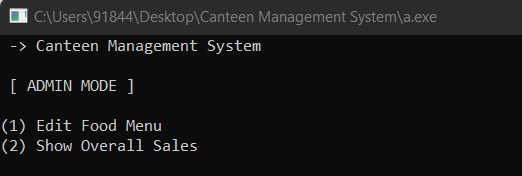 C:\Users\91844\Desktop\Canteen Management System\a.exe
-> Canteen Management System
[ ADMIN MODE ]
(1) Edit Food Menu
(2) Show Overall Sales